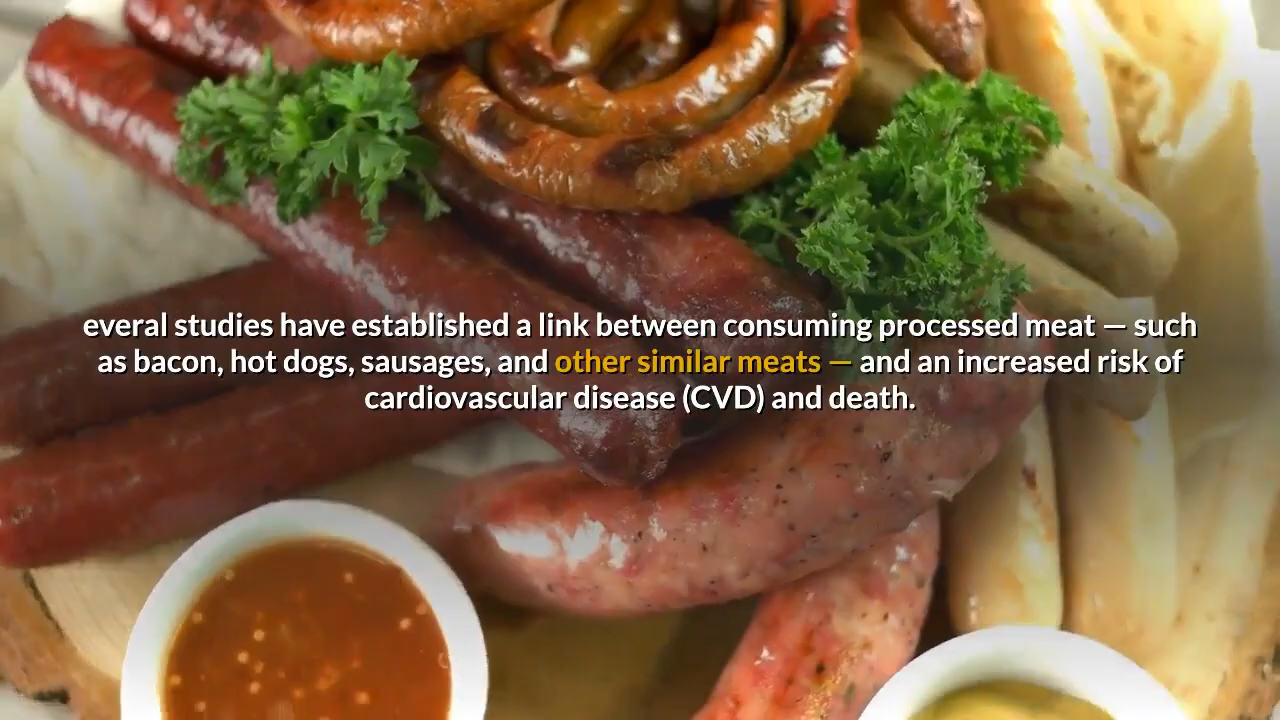 everal studies have established a link between consuming processed meat — such
as bacon, hot dogs, sausages, and other similar meats — and an increased risk of
cardiovascular disease (CVD) and death.